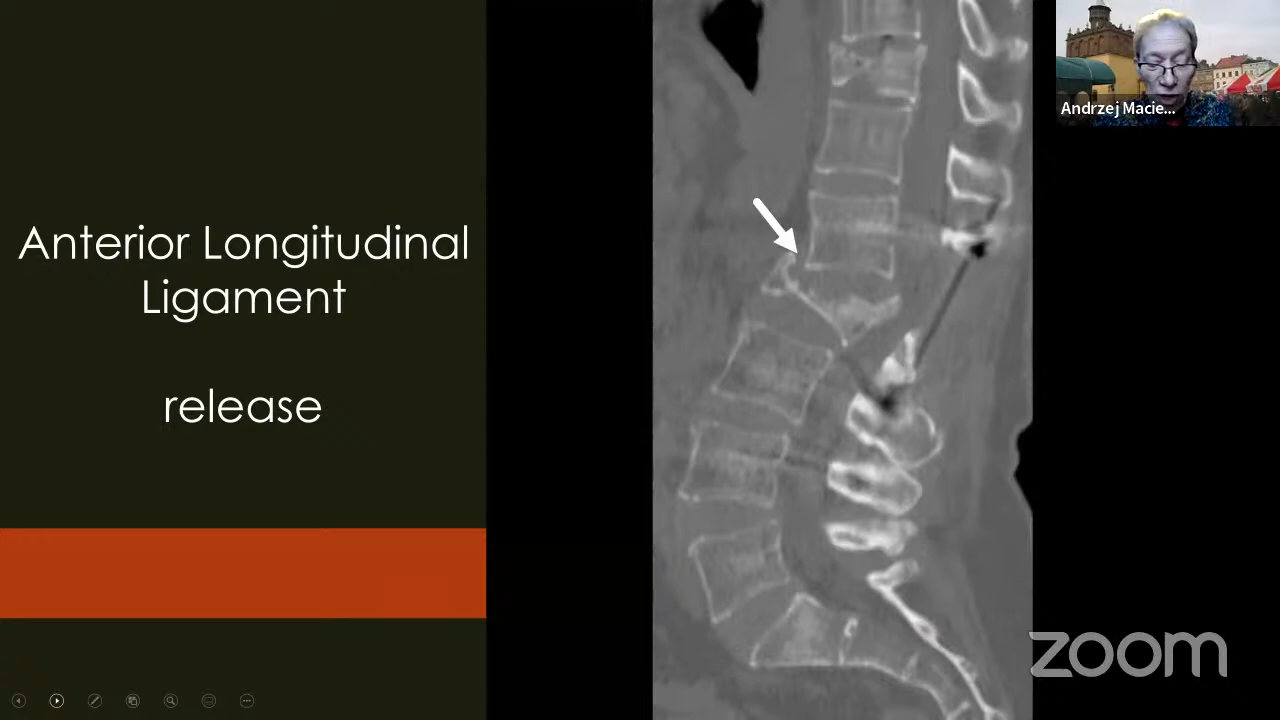 Anterior Longitudinal
Ligament
release
Andrzej Macie...
zoom